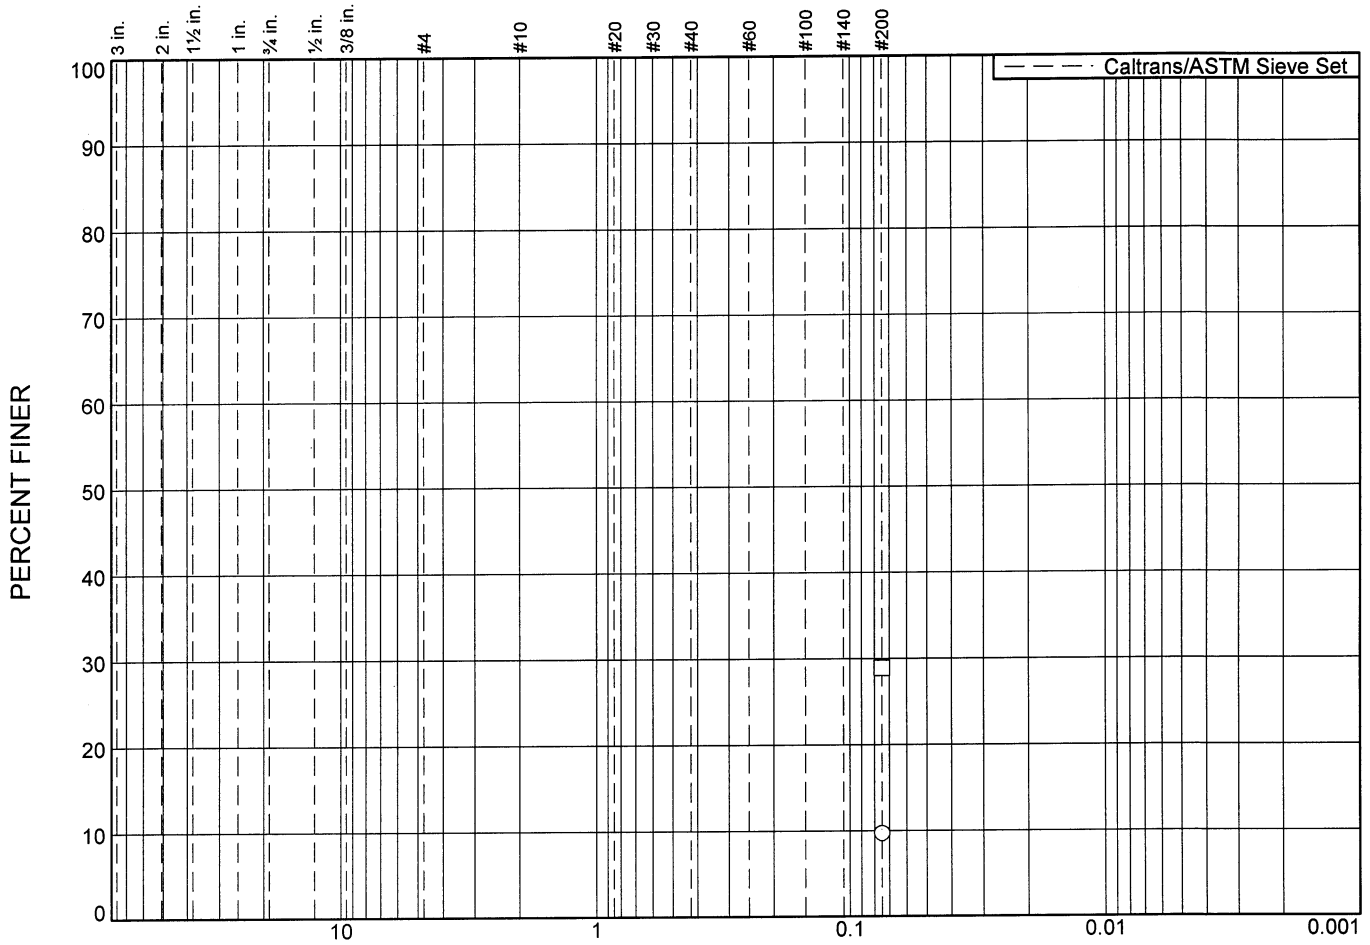 3 in.
2 in.
1½ in.
1 in.
¾ in.
½ in.
3/8 in.
#4
#10
#20
#30
#40
#60
#100
#140
#200
Caltrans/ASTM Sieve Set
PERCENT FINER
100
90
80
70
60
50
40
30
20
10
0
10
1
0.1
0.01
0.001